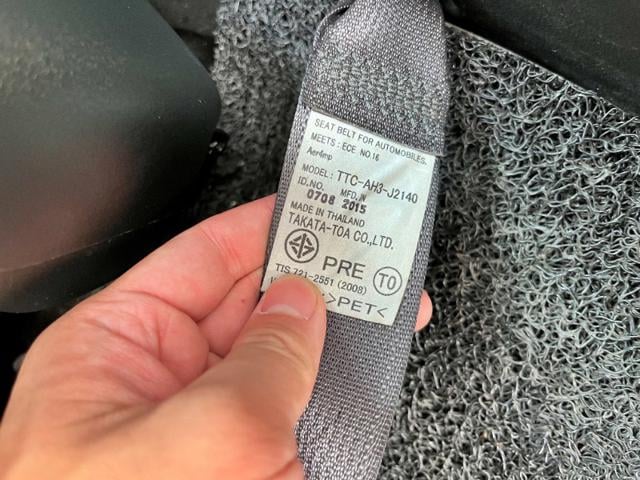 SEAT BELT FOR AUTOMOBILES.
MEETS : ECE NO.16
Aer4mp
MODEL: TTC-AH3-J2140
ID.NO. MFD.IN
0708 2015
MADE IN THAILAND
TAKATA-TOA CO.,LTD.
PRE TO
TIS 721-2551 (2008)
>PET<